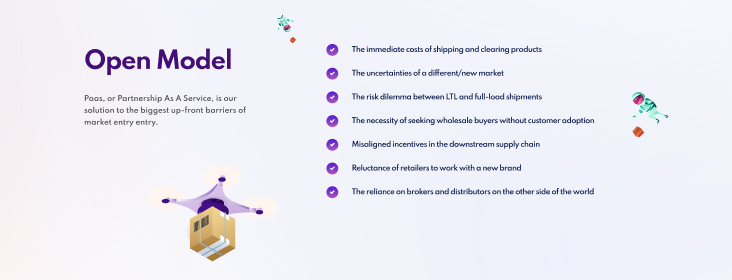 Open Model
Paas, or Partnership As A Service, is our
solution to the biggest up-front barriers of
market entry entry.
The immediate costs of shipping and clearing products
The uncertainties of a different/new market
The risk dilemma between LTL and full-load shipments
The necessity of seeking wholesale buyers without customer adoption
Misaligned incentives in the downstream supply chain
Reluctance of retailers to work with a new brand
The reliance on brokers and distributors on the other side of the world